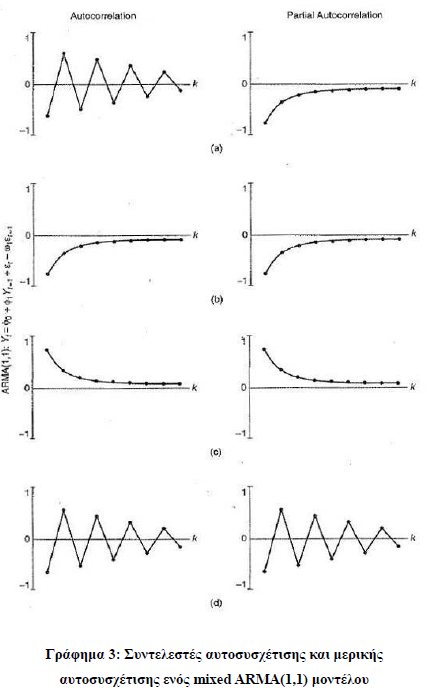 Autocorrelation
Partial Autocorrelation
1
0
−1
k
1
0
−1
k
(a)
1
0
−1
k
1
0
−1
k
(b)
ARMA(1,1): Yₜ = ϕ₀ + ϕ₁Yₜ₋₁ + εₜ − ω₁εₜ₋₁
1
0
−1
k
1
0
−1
k
(c)
1
0
−1
k
1
0
−1
k
(d)
Γράφημα 3: Συντελεστές αυτοσυσχέτισης και μερικής
αυτοσυσχέτισης ενός mixed ARMA(1,1) μοντέλου